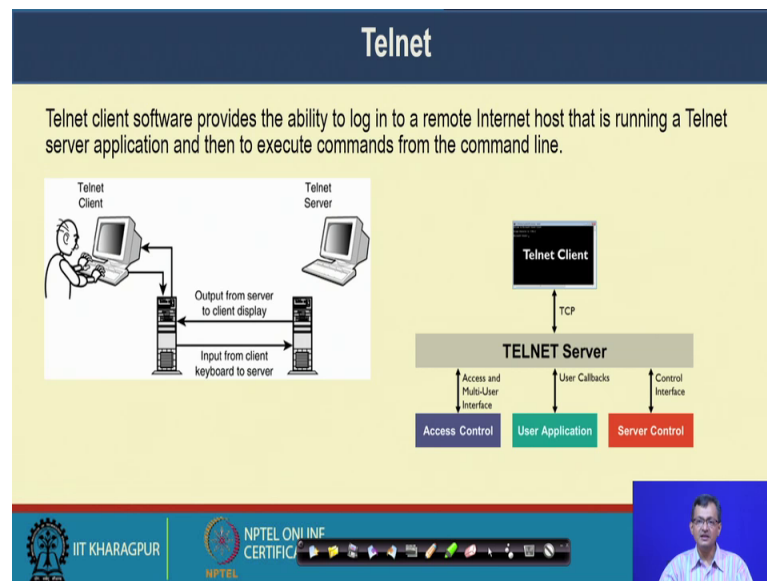 Telnet
Telnet client software provides the ability to log in to a remote Internet host that is running a Telnet
server application and then to execute commands from the command line.
Telnet
Client
Telnet
Server
Output from server
to client display
Input from client
keyboard to server
Telnet Client
TCP
TELNET Server
Access and
Multi-User
Interface
User Callbacks
Control
Interface
Access Control
User Application
Server Control
IIT KHARAGPUR
NPTEL
NPTEL ONLINE
CERTIFICA